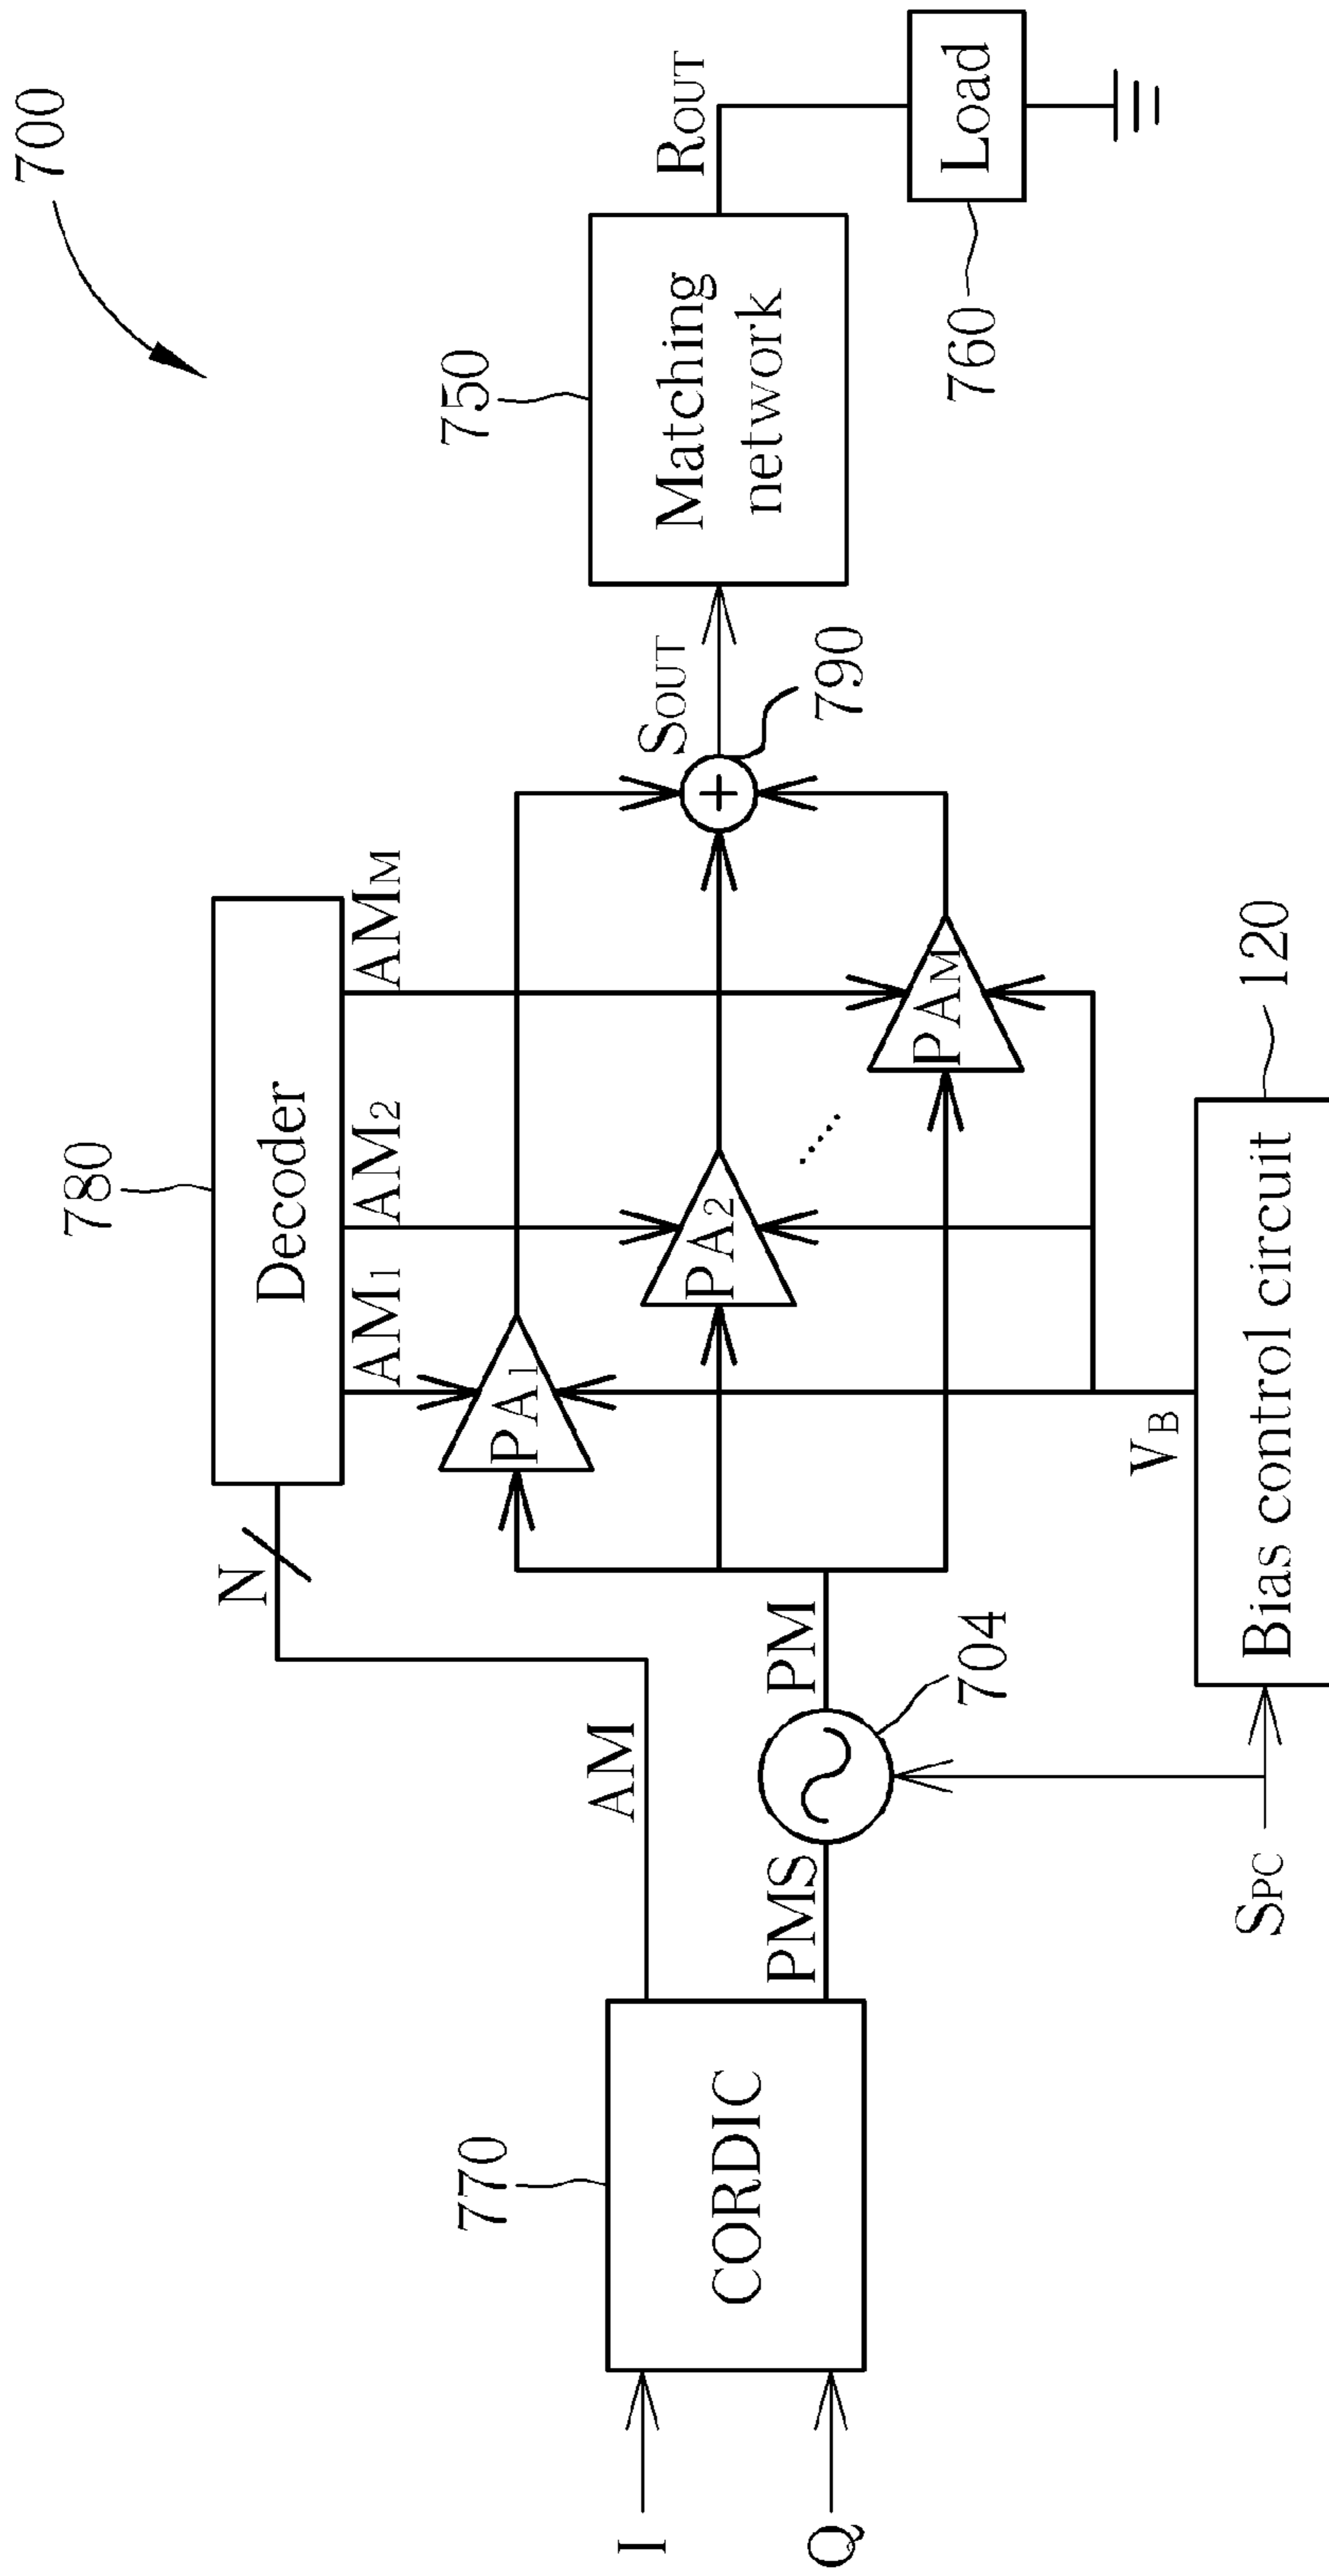 700
780
Decoder
N
AM1
AM2
AMM
AM
770
CORDIC
I
Q
PMS
PM
704
PA1
PA2
.....
PAM
+
790
SOUT
750
Matching
network
ROUT
Load
760
VB
SPC
Bias control circuit
120